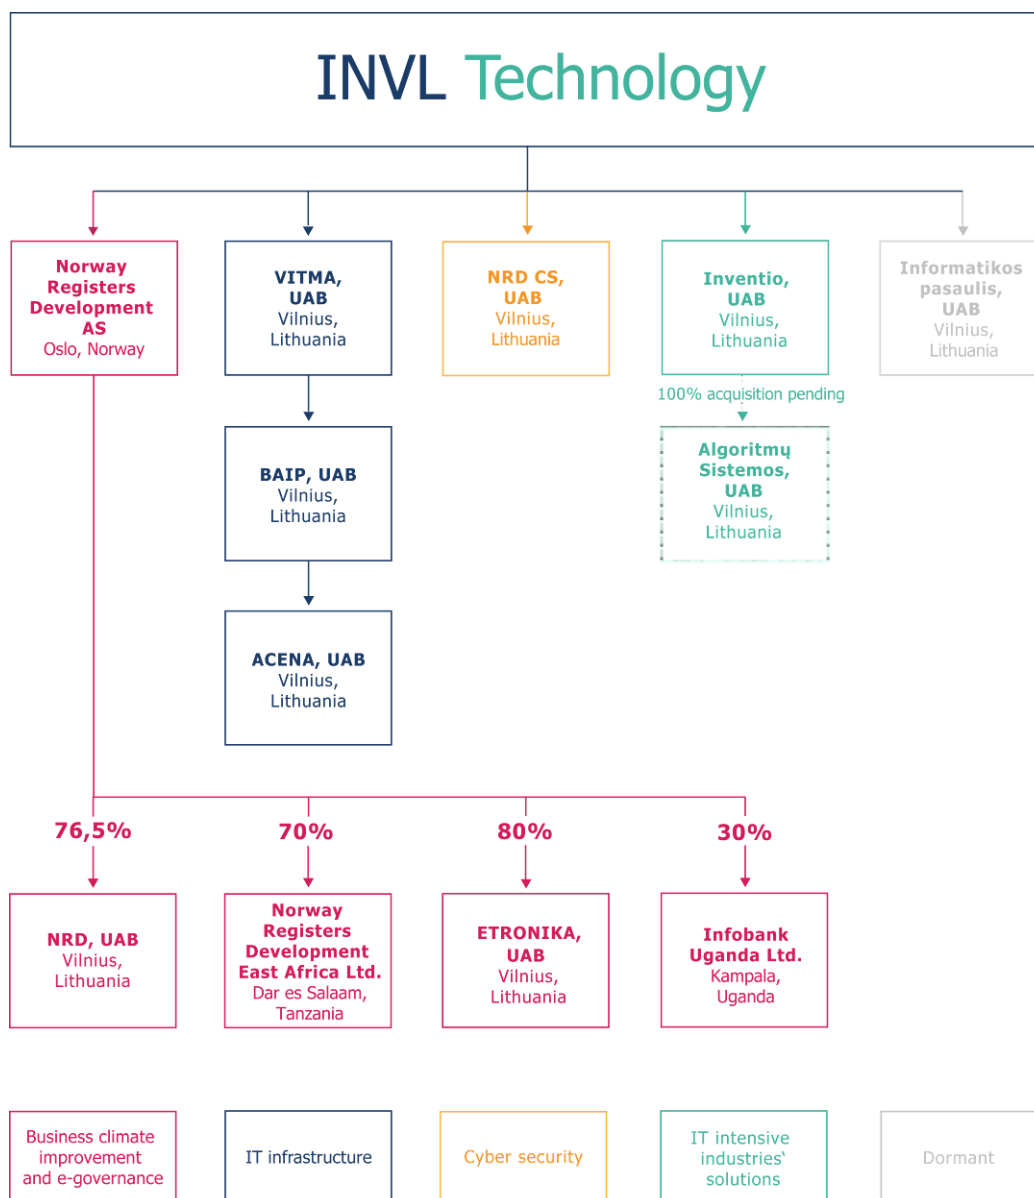 INVL Technology
Norway
Registers
Development
AS
Oslo, Norway
VITMA,
UAB
Vilnius,
Lithuania
NRD CS,
UAB
Vilnius,
Lithuania
Inventio,
UAB
Vilnius,
Lithuania
Informatikos
pasaulis,
UAB
Vilnius,
Lithuania
100% acquisition pending
BAIP, UAB
Vilnius,
Lithuania
Algoritmų
Sistemos,
UAB
Vilnius,
Lithuania
ACENA, UAB
Vilnius,
Lithuania
76,5%
70%
80%
30%
NRD, UAB
Vilnius,
Lithuania
Norway
Registers
Development
East Africa Ltd.
Dar es Salaam,
Tanzania
ETRONIKA,
UAB
Vilnius,
Lithuania
Infobank
Uganda Ltd.
Kampala,
Uganda
Business climate
improvement
and e-governance
IT infrastructure
Cyber security
IT intensive
industries‘
solutions
Dormant